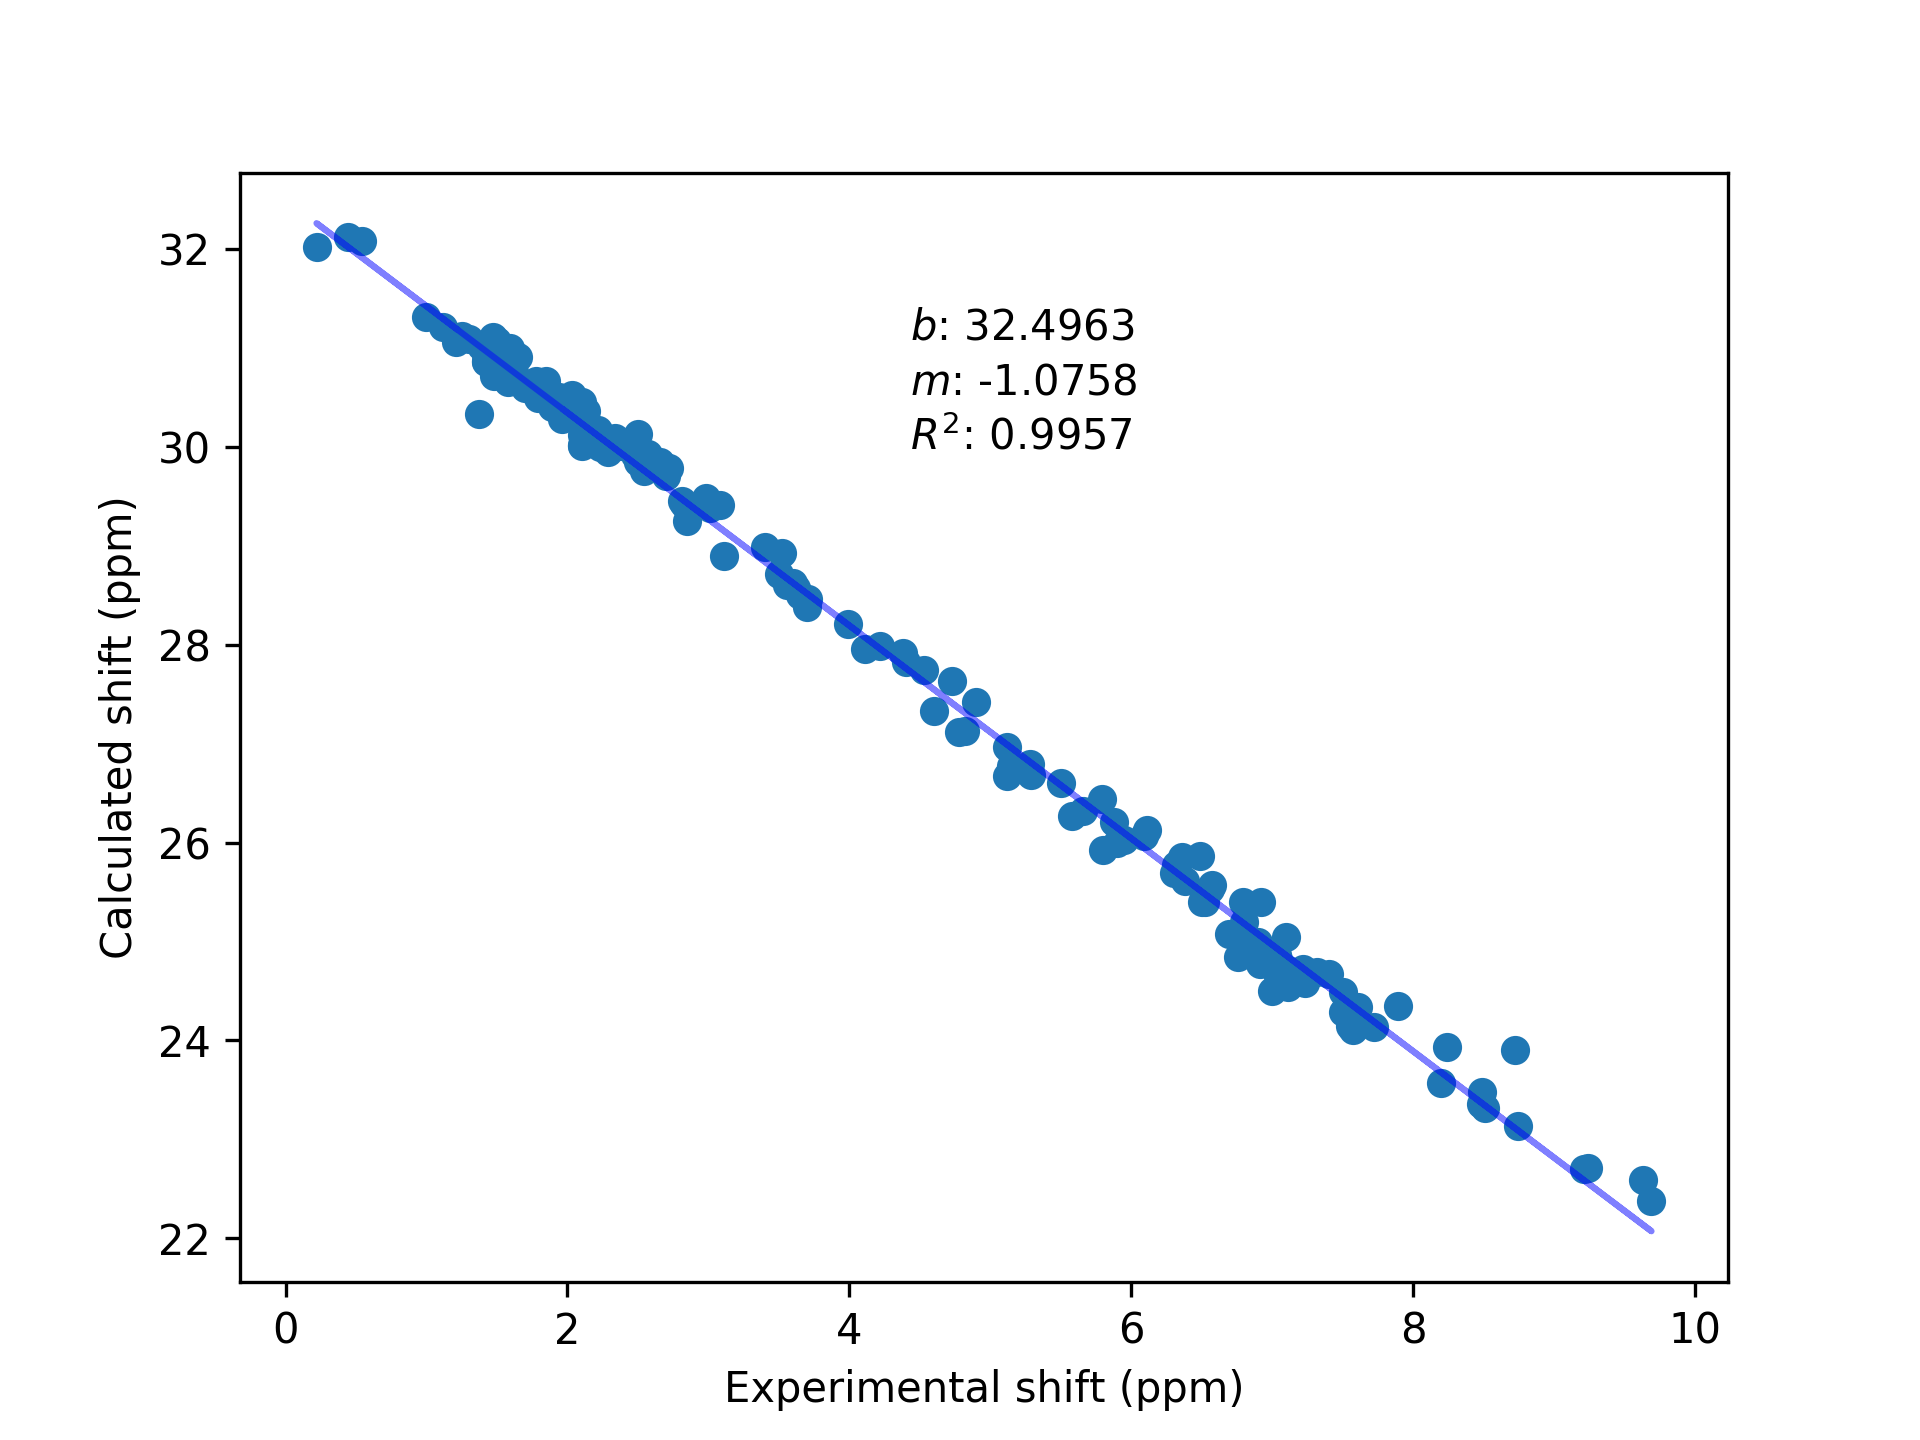 b: 32.4963
m: -1.0758
R²: 0.9957
32
30
28
26
24
22
Calculated shift (ppm)
0 2 4 6 8 10
Experimental shift (ppm)